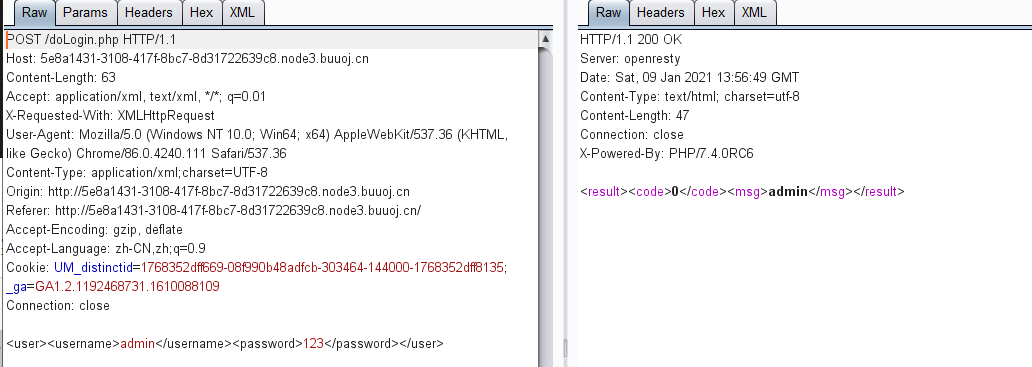 Raw Params Headers Hex XML
POST /doLogin.php HTTP/1.1
Host: 5e8a1431-3108-417f-8bc7-8d31722639c8.node3.buuoj.cn
Content-Length: 63
Accept: application/xml, text/xml, */*; q=0.01
X-Requested-With: XMLHttpRequest
User-Agent: Mozilla/5.0 (Windows NT 10.0; Win64; x64) AppleWebKit/537.36 (KHTML,
like Gecko) Chrome/86.0.4240.111 Safari/537.36
Content-Type: application/xml;charset=UTF-8
Origin: http://5e8a1431-3108-417f-8bc7-8d31722639c8.node3.buuoj.cn
Referer: http://5e8a1431-3108-417f-8bc7-8d31722639c8.node3.buuoj.cn/
Accept-Encoding: gzip, deflate
Accept-Language: zh-CN,zh;q=0.9
Cookie: UM_distinctid=1768352dff669-08f990b48adfcb-303464-144000-1768352dff8135;
_ga=GA1.2.1192468731.1610088109
Connection: close
<user><username>admin</username><password>123</password></user>
Raw Headers Hex XML
HTTP/1.1 200 OK
Server: openresty
Date: Sat, 09 Jan 2021 13:56:49 GMT
Content-Type: text/html; charset=utf-8
Content-Length: 47
Connection: close
X-Powered-By: PHP/7.4.0RC6
<result><code>0</code><msg>admin</msg></result>